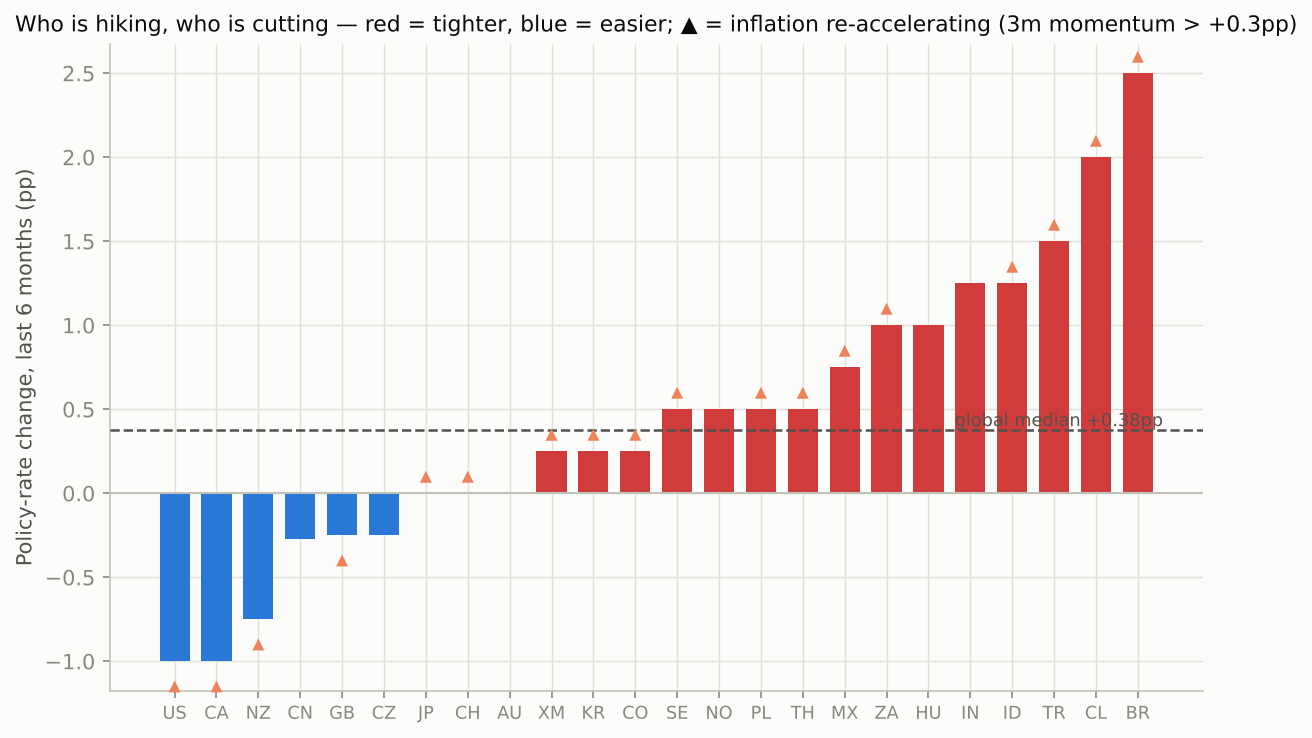 Who is hiking, who is cutting — red = tighter, blue = easier; ▲ = inflation re-accelerating (3m momentum > +0.3pp)
Policy-rate change, last 6 months (pp)
2.5
2.0
1.5
1.0
0.5
0.0
−0.5
−1.0
global median +0.38pp
US CA NZ CN GB CZ JP CH AU XM KR CO SE NO PL TH MX ZA HU IN ID TR CL BR